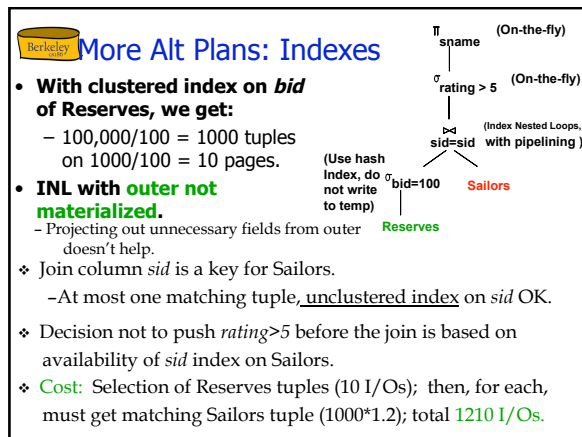 Berkeley
cs186
More Alt Plans: Indexes
• With clustered index on bid
of Reserves, we get:
– 100,000/100 = 1000 tuples
on 1000/100 = 10 pages.
• INL with outer not
materialized.
– Projecting out unnecessary fields from outer
doesn't help.
❖ Join column sid is a key for Sailors.
–At most one matching tuple, unclustered index on sid OK.
❖ Decision not to push rating>5 before the join is based on
availability of sid index on Sailors.
❖ Cost: Selection of Reserves tuples (10 I/Os); then, for each,
must get matching Sailors tuple (1000*1.2); total 1210 I/Os.
π sname (On-the-fly)
σ rating > 5 (On-the-fly)
⋈
sid=sid (Index Nested Loops,
with pipelining )
(Use hash
Index, do
not write
to temp)
σ bid=100
Sailors
Reserves